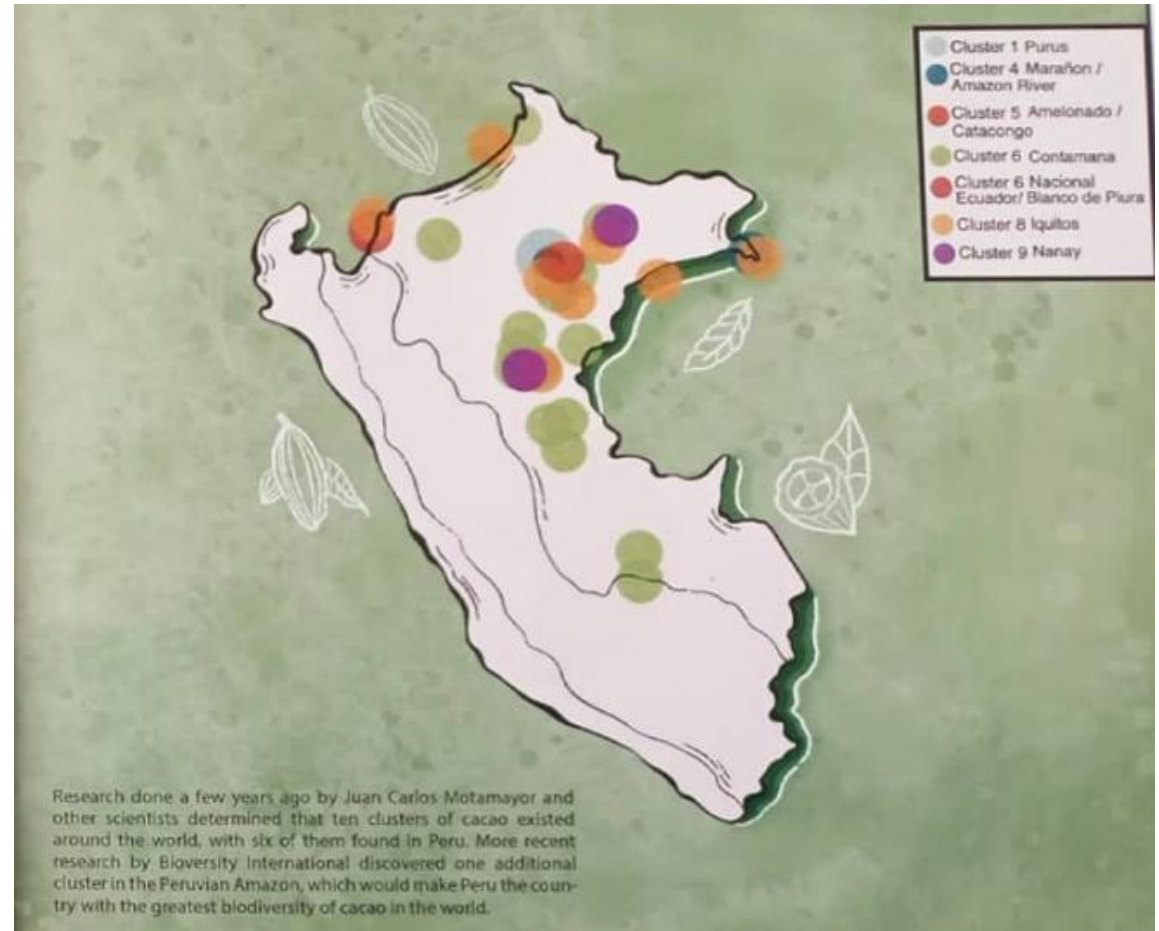 Cluster 1 Purus
Cluster 4 Marañon /
Amazon River
Cluster 5 Amelonado /
Catacongo
Cluster 6 Contamana
Cluster 6 Nacional
Ecuador/ Blanco de Piura
Cluster 8 Iquitos
Cluster 9 Nanay
Research done a few years ago by Juan Carlos Motamayor and
other scientists determined that ten clusters of cacao existed
around the world, with six of them found in Peru. More recent
research by Bioversity International discovered one additional
cluster in the Peruvian Amazon, which would make Peru the coun-
try with the greatest biodiversity of cacao in the world.